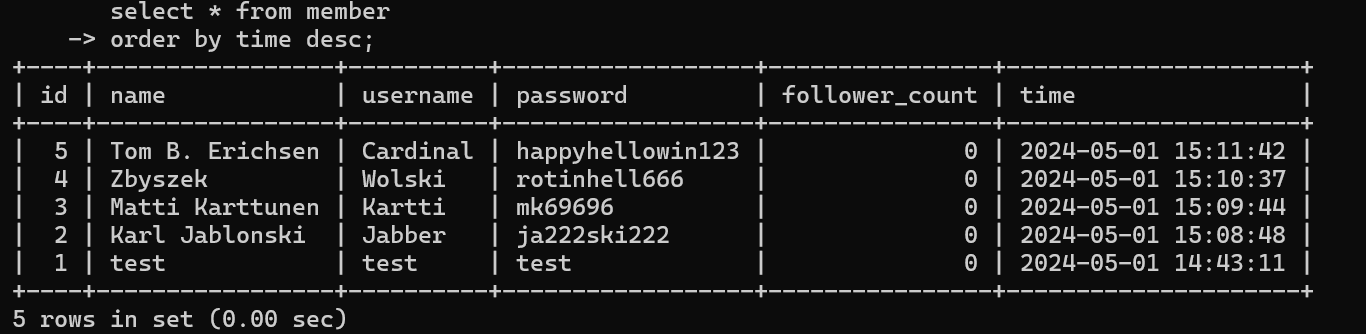 select * from member
-> order by time desc;
+----+-----------------+----------+------------------+----------------+---------------------+
| id | name            | username | password         | follower_count | time                |
+----+-----------------+----------+------------------+----------------+---------------------+
|  5 | Tom B. Erichsen | Cardinal | happyhellowin123 |              0 | 2024-05-01 15:11:42 |
|  4 | Zbyszek         | Wolski   | rotinhell666     |              0 | 2024-05-01 15:10:37 |
|  3 | Matti Karttunen | Kartti   | mk69696          |              0 | 2024-05-01 15:09:44 |
|  2 | Karl Jablonski  | Jabber   | ja222ski222      |              0 | 2024-05-01 15:08:48 |
|  1 | test            | test     | test             |              0 | 2024-05-01 14:43:11 |
+----+-----------------+----------+------------------+----------------+---------------------+
5 rows in set (0.00 sec)